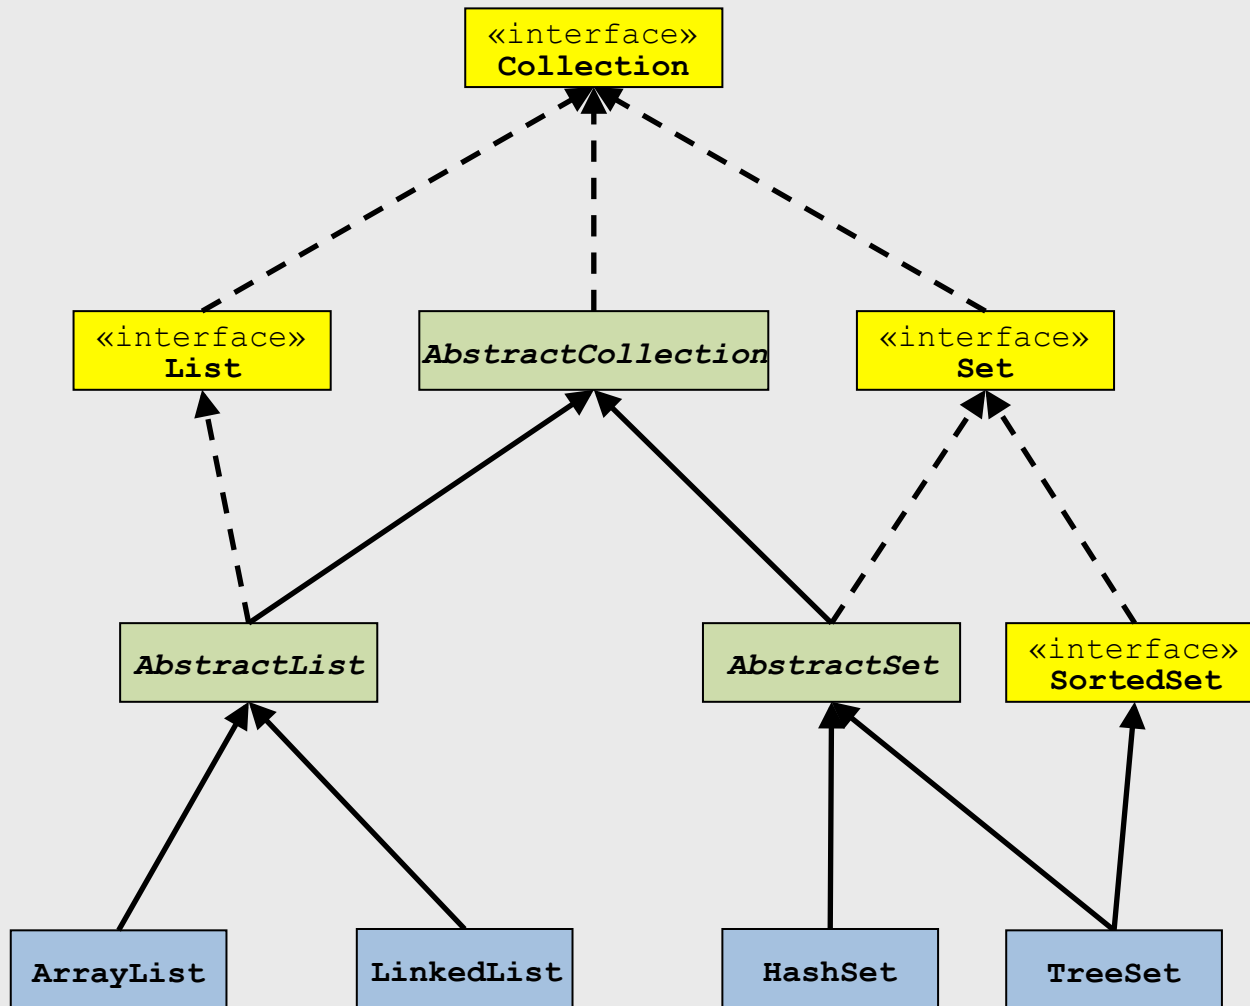 «interface»
Collection
«interface»
List
AbstractCollection
«interface»
Set
AbstractList
AbstractSet
«interface»
SortedSet
ArrayList
LinkedList
HashSet
TreeSet